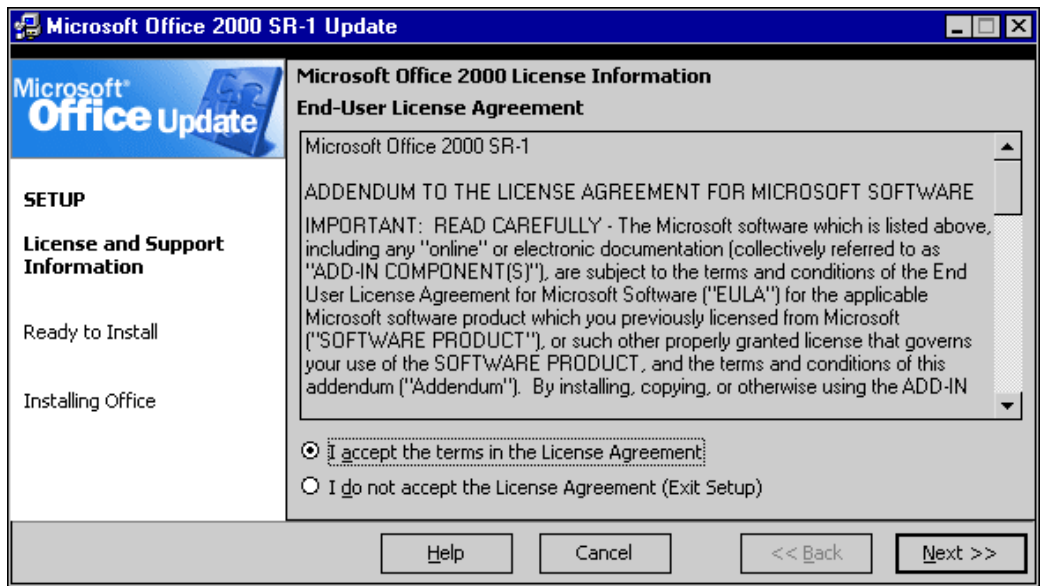 Microsoft Office 2000 SR-1 Update
Microsoft®
Office Update
SETUP
License and Support
Information
Ready to Install
Installing Office
Microsoft Office 2000 License Information
End-User License Agreement
Microsoft Office 2000 SR-1
ADDENDUM TO THE LICENSE AGREEMENT FOR MICROSOFT SOFTWARE
IMPORTANT:  READ CAREFULLY - The Microsoft software which is listed above,
including any "online" or electronic documentation (collectively referred to as
"ADD-IN COMPONENT(S)"), are subject to the terms and conditions of the End
User License Agreement for Microsoft Software ("EULA") for the applicable
Microsoft software product which you previously licensed from Microsoft
("SOFTWARE PRODUCT"), or such other properly granted license that governs
your use of the SOFTWARE PRODUCT, and the terms and conditions of this
addendum ("Addendum").  By installing, copying, or otherwise using the ADD-IN
I accept the terms in the License Agreement
I do not accept the License Agreement (Exit Setup)
Help
Cancel
<< Back
Next >>